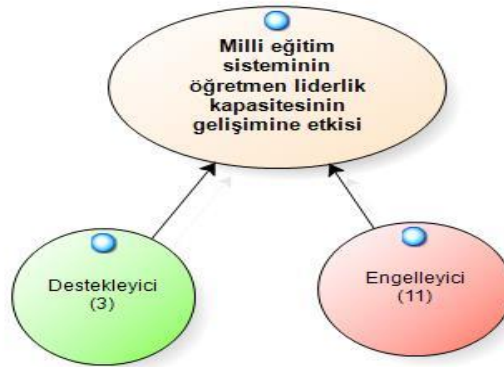 Milli eğitim
sisteminin
öğretmen liderlik
kapasitesinin
gelişimine etkisi
Destekleyici
(3)
Engelleyici
(11)